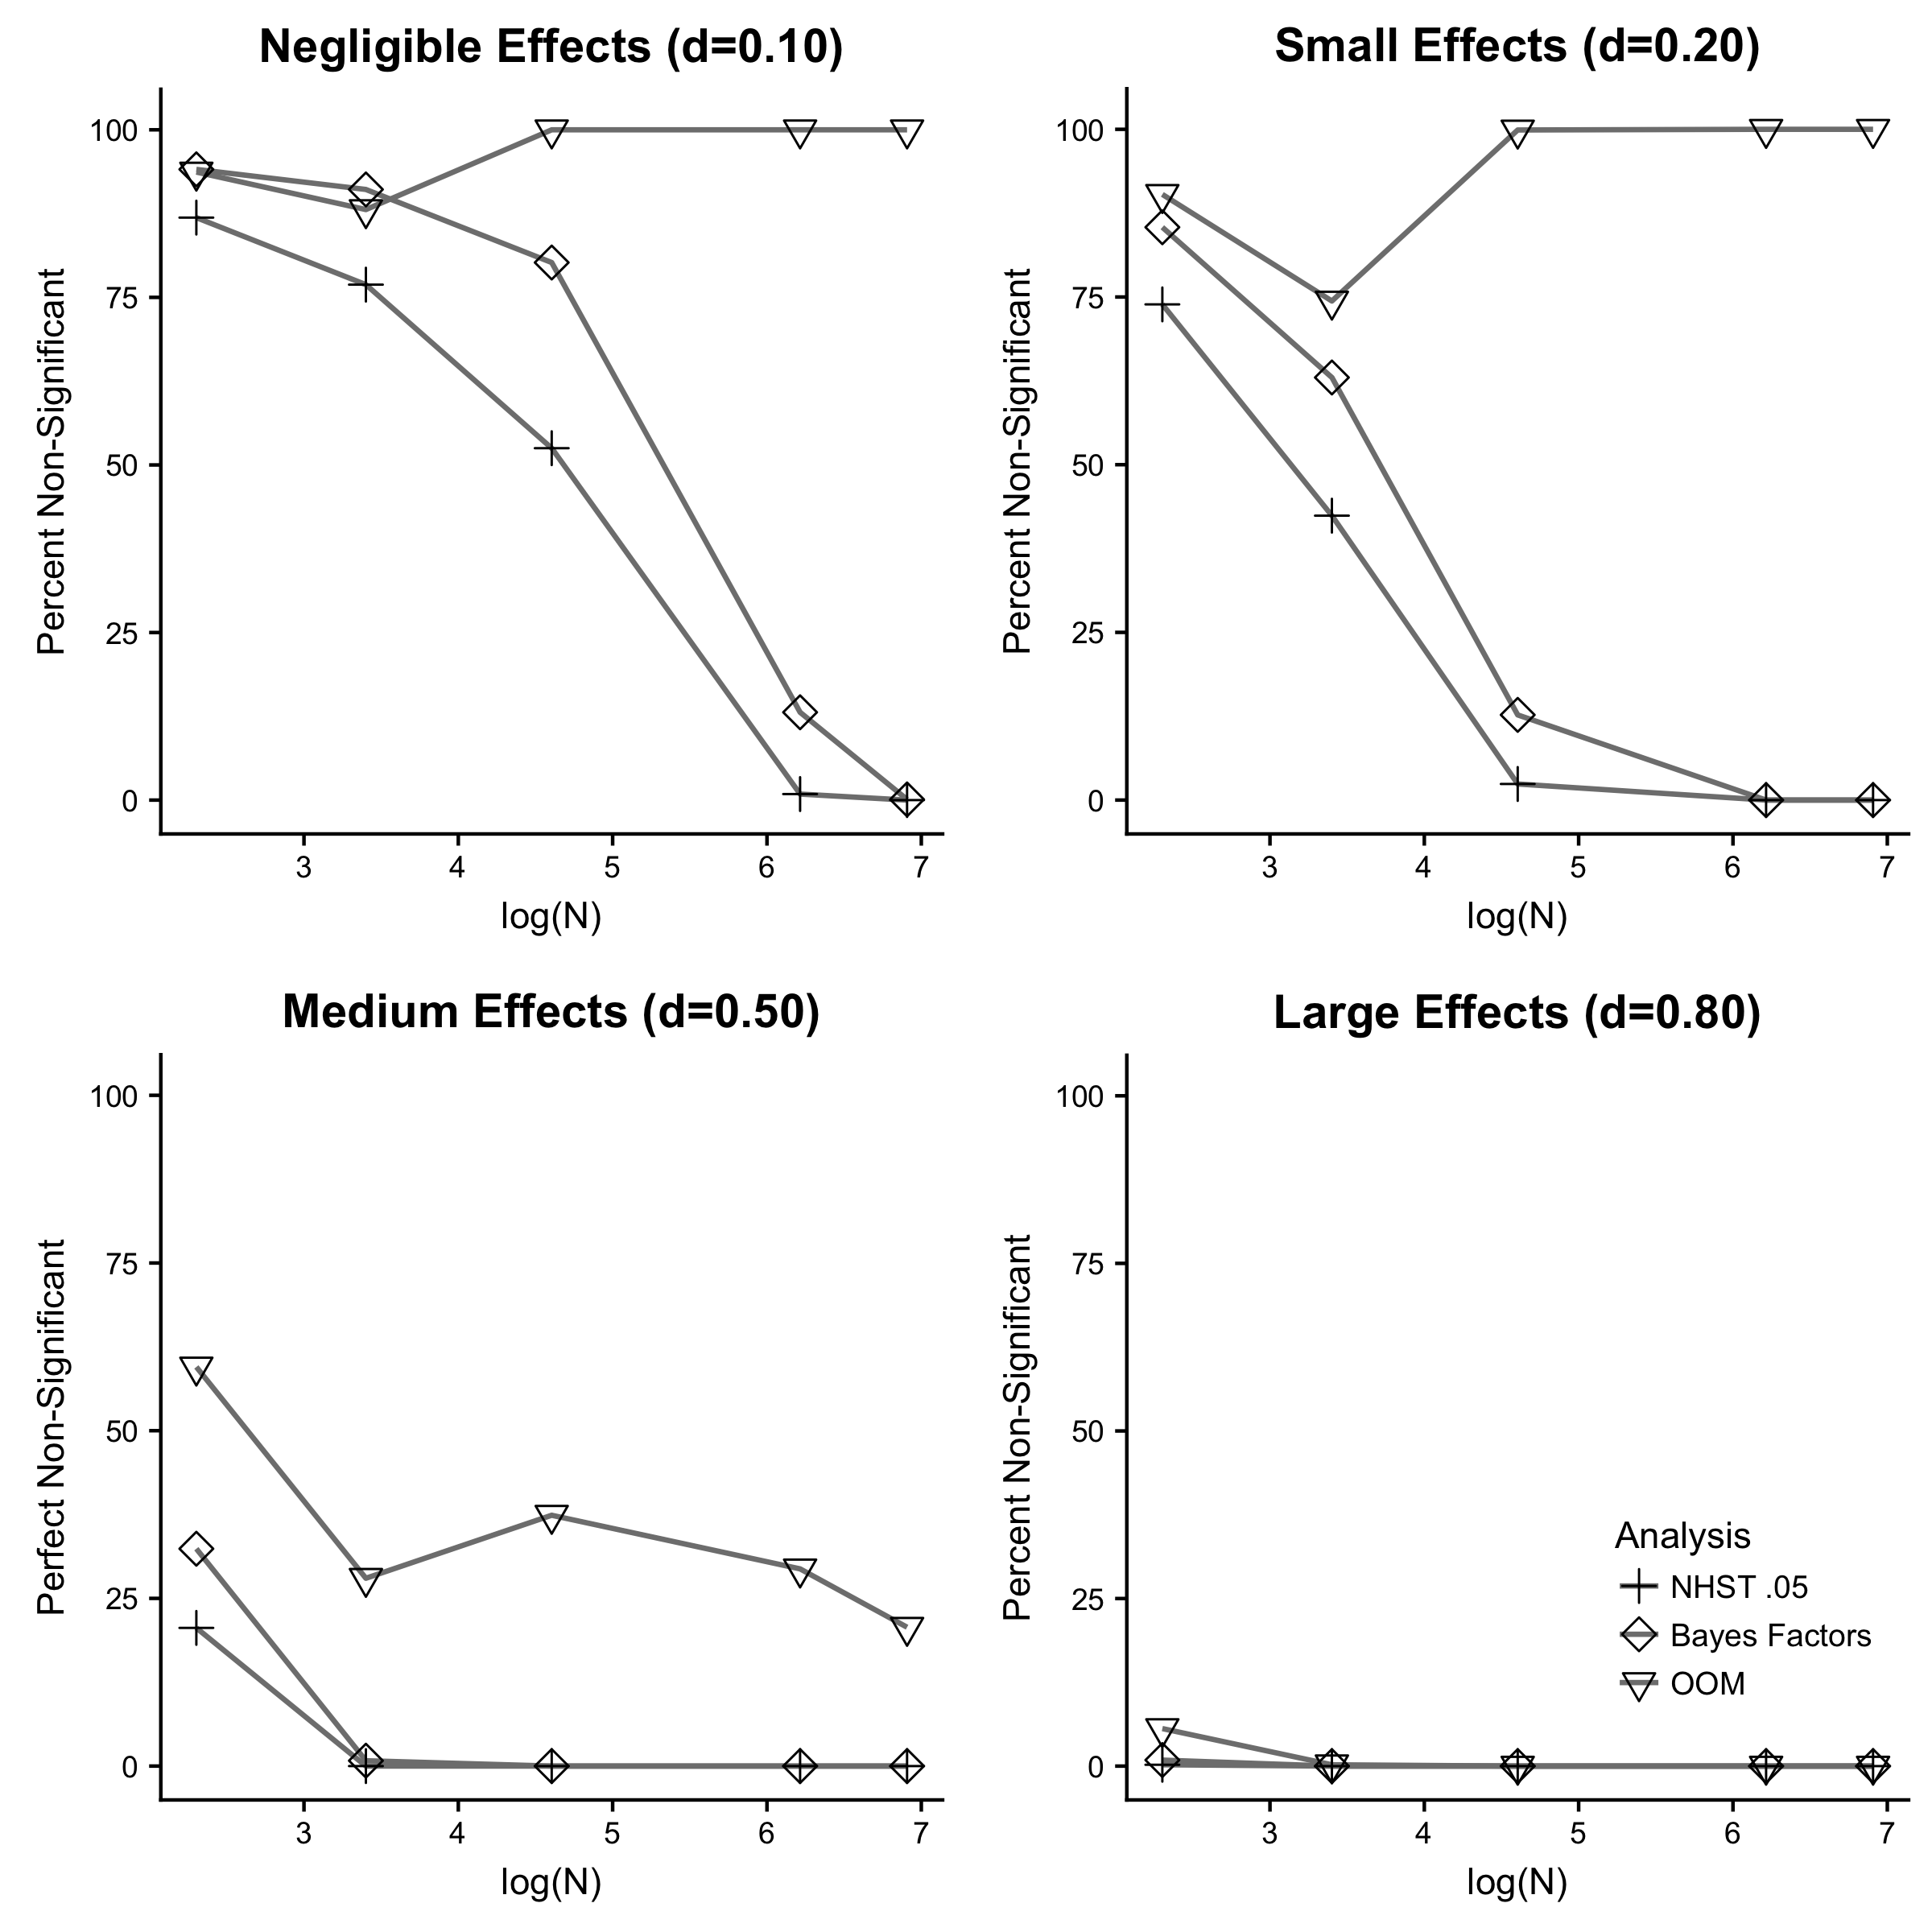 Negligible Effects (d=0.10)
Percent Non-Significant
100
75
50
25
0
3 4 5 6 7
log(N)
Small Effects (d=0.20)
Percent Non-Significant
100
75
50
25
0
3 4 5 6 7
log(N)
Medium Effects (d=0.50)
Perfect Non-Significant
100
75
50
25
0
3 4 5 6 7
log(N)
Large Effects (d=0.80)
Percent Non-Significant
100
75
50
25
0
Analysis
NHST .05
Bayes Factors
OOM
3 4 5 6 7
log(N)